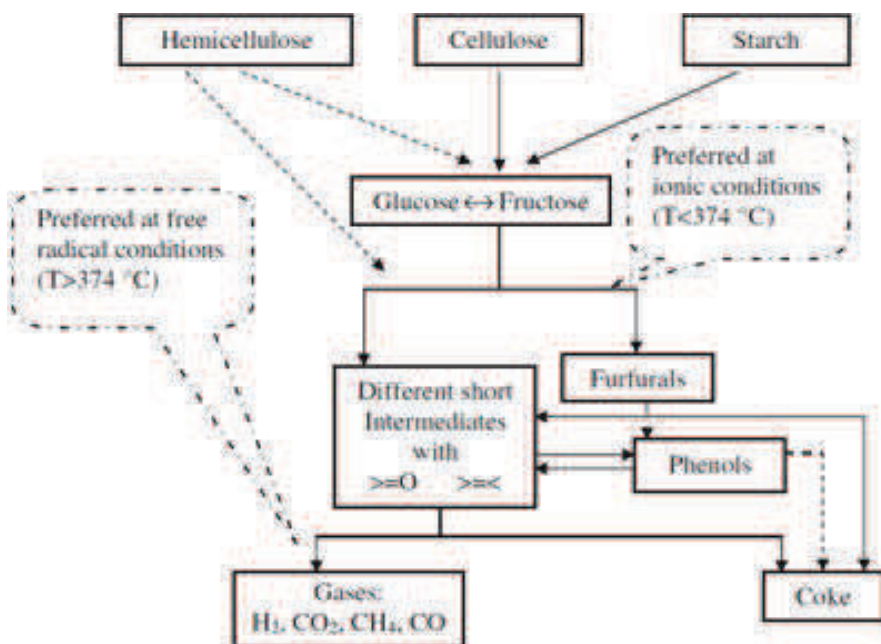 Hemicellulose
Cellulose
Starch
Preferred at
ionic conditions
(T<374 °C)
Glucose ↔ Fructose
Preferred at free
radical conditions
(T>374 °C)
Different short
Intermediates
with
>=O >=<
Furfurals
Phenols
Gases:
H₂, CO₂, CH₄, CO
Coke